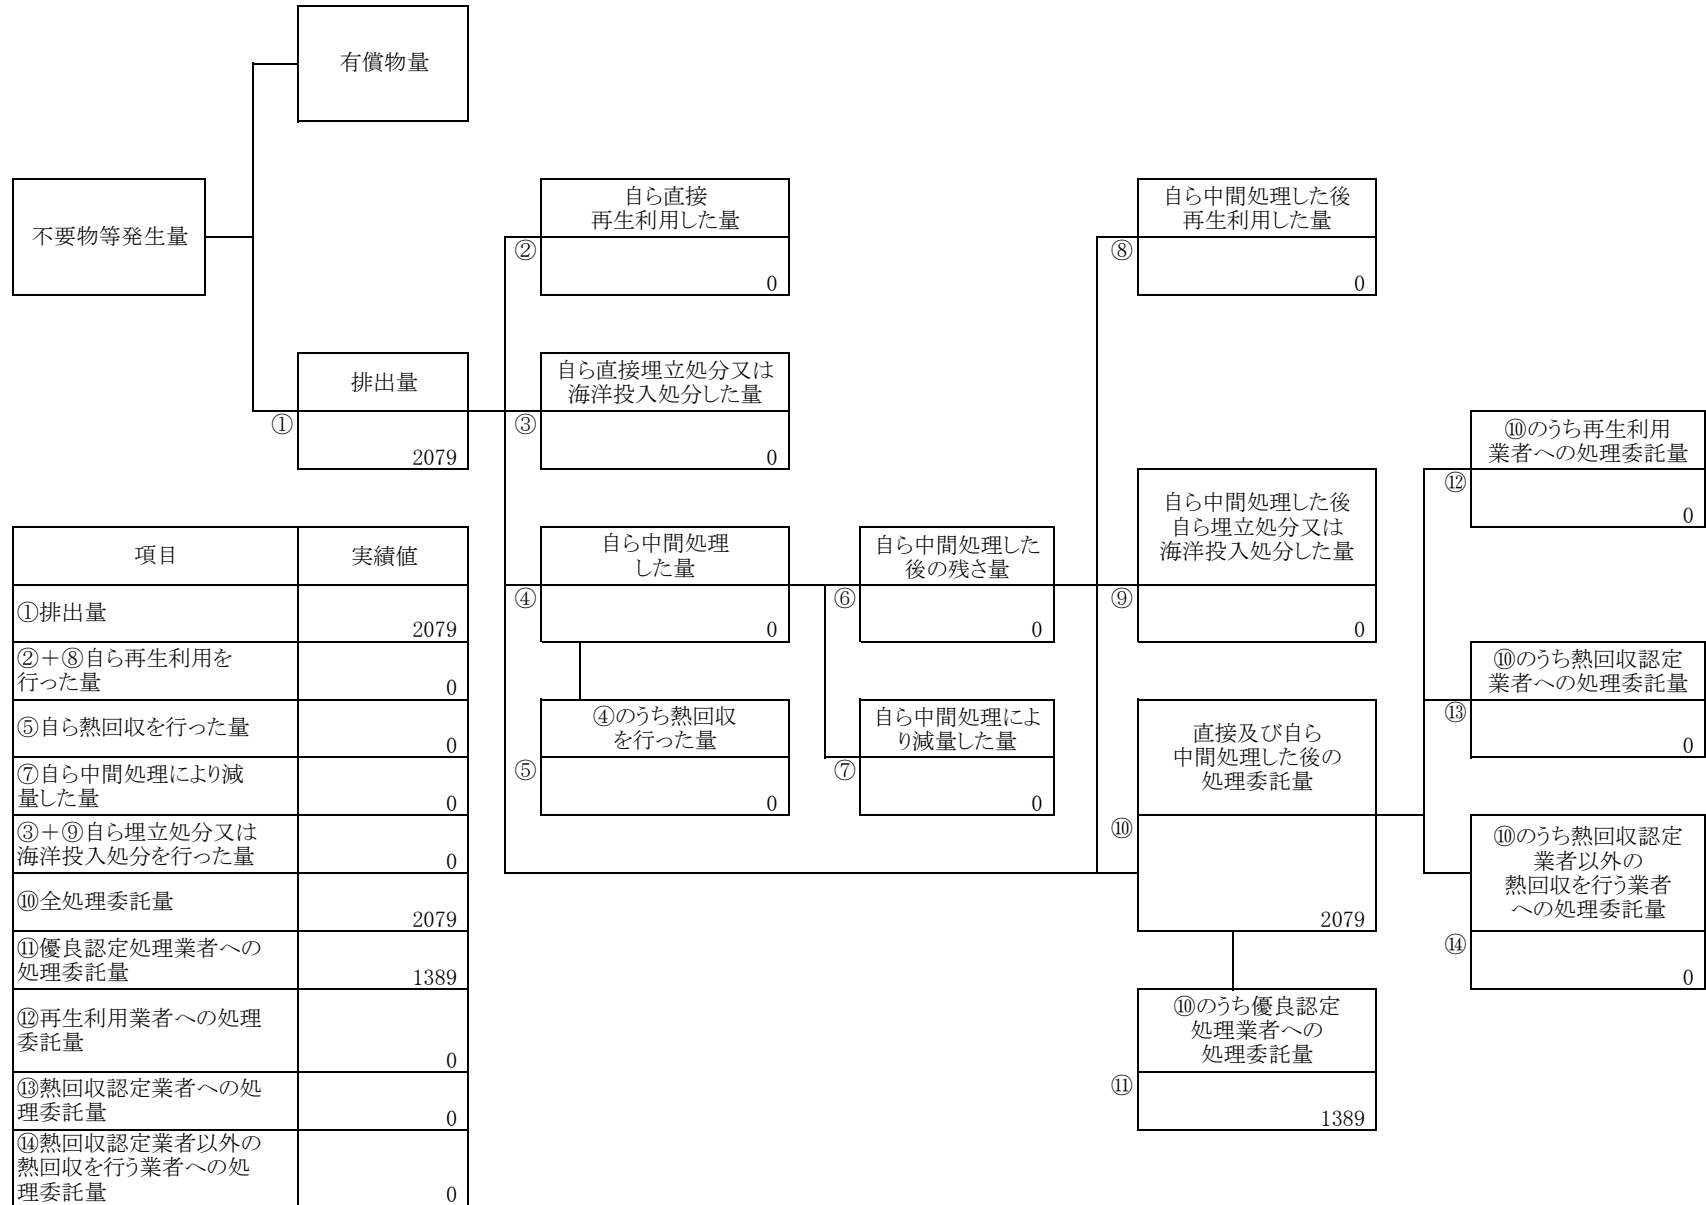 有償物量
不要物等発生量
自ら直接
再生利用した量
②
0
自ら中間処理した後
再生利用した量
⑧
0
排出量
①
2079
自ら直接埋立処分又は
海洋投入処分した量
③
0
⑩のうち再生利用
業者への処理委託量
⑫
0
自ら中間処理した後
自ら埋立処分又は
海洋投入処分した量
⑨
0
自ら中間処理
した量
④
0
自ら中間処理した
後の残さ量
⑥
0
⑩のうち熱回収認定
業者への処理委託量
⑬
0
④のうち熱回収
を行った量
⑤
0
自ら中間処理によ
り減量した量
⑦
0
直接及び自ら
中間処理した後の
処理委託量
⑩
2079
⑩のうち熱回収認定
業者以外の
熱回収を行う業者
への処理委託量
⑭
0
⑩のうち優良認定
処理業者への
処理委託量
⑪
1389
項目 実績値
①排出量
2079
②＋⑧自ら再生利用を
行った量
0
⑤自ら熱回収を行った量
0
⑦自ら中間処理により減
量した量
0
③＋⑨自ら埋立処分又は
海洋投入処分を行った量
0
⑩全処理委託量
2079
⑪優良認定処理業者への
処理委託量
1389
⑫再生利用業者への処理
委託量
0
⑬熱回収認定業者への処
理委託量
0
⑭熱回収認定業者以外の
熱回収を行う業者への処
理委託量
0